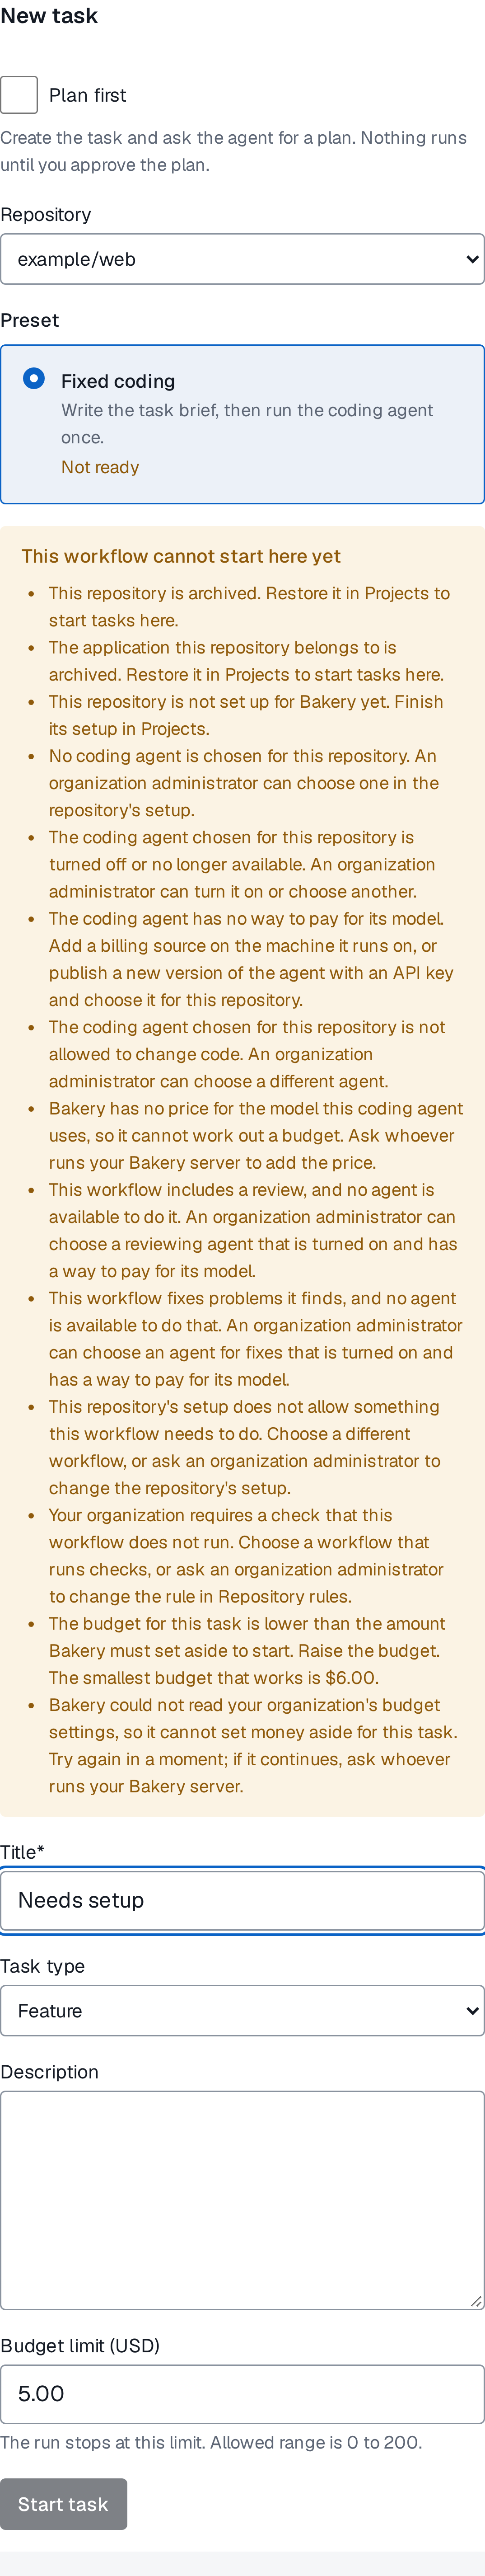 New task
Plan first
Create the task and ask the agent for a plan. Nothing runs
until you approve the plan.
Repository
example/web
Preset
Fixed coding
Write the task brief, then run the coding agent
once.
Not ready
This workflow cannot start here yet
• This repository is archived. Restore it in Projects to
start tasks here.
• The application this repository belongs to is
archived. Restore it in Projects to start tasks here.
• This repository is not set up for Bakery yet. Finish
its setup in Projects.
• No coding agent is chosen for this repository. An
organization administrator can choose one in the
repository's setup.
• The coding agent chosen for this repository is
turned off or no longer available. An organization
administrator can turn it on or choose another.
• The coding agent has no way to pay for its model.
Add a billing source on the machine it runs on, or
publish a new version of the agent with an API key
and choose it for this repository.
• The coding agent chosen for this repository is not
allowed to change code. An organization
administrator can choose a different agent.
• Bakery has no price for the model this coding agent
uses, so it cannot work out a budget. Ask whoever
runs your Bakery server to add the price.
• This workflow includes a review, and no agent is
available to do it. An organization administrator can
choose a reviewing agent that is turned on and has
a way to pay for its model.
• This workflow fixes problems it finds, and no agent
is available to do that. An organization administrator
can choose an agent for fixes that is turned on and
has a way to pay for its model.
• This repository's setup does not allow something
this workflow needs to do. Choose a different
workflow, or ask an organization administrator to
change the repository's setup.
• Your organization requires a check that this
workflow does not run. Choose a workflow that
runs checks, or ask an organization administrator
to change the rule in Repository rules.
• The budget for this task is lower than the amount
Bakery must set aside to start. Raise the budget.
The smallest budget that works is $6.00.
• Bakery could not read your organization's budget
settings, so it cannot set money aside for this task.
Try again in a moment; if it continues, ask whoever
runs your Bakery server.
Title*
Needs setup
Task type
Feature
Description
Budget limit (USD)
5.00
The run stops at this limit. Allowed range is 0 to 200.
Start task